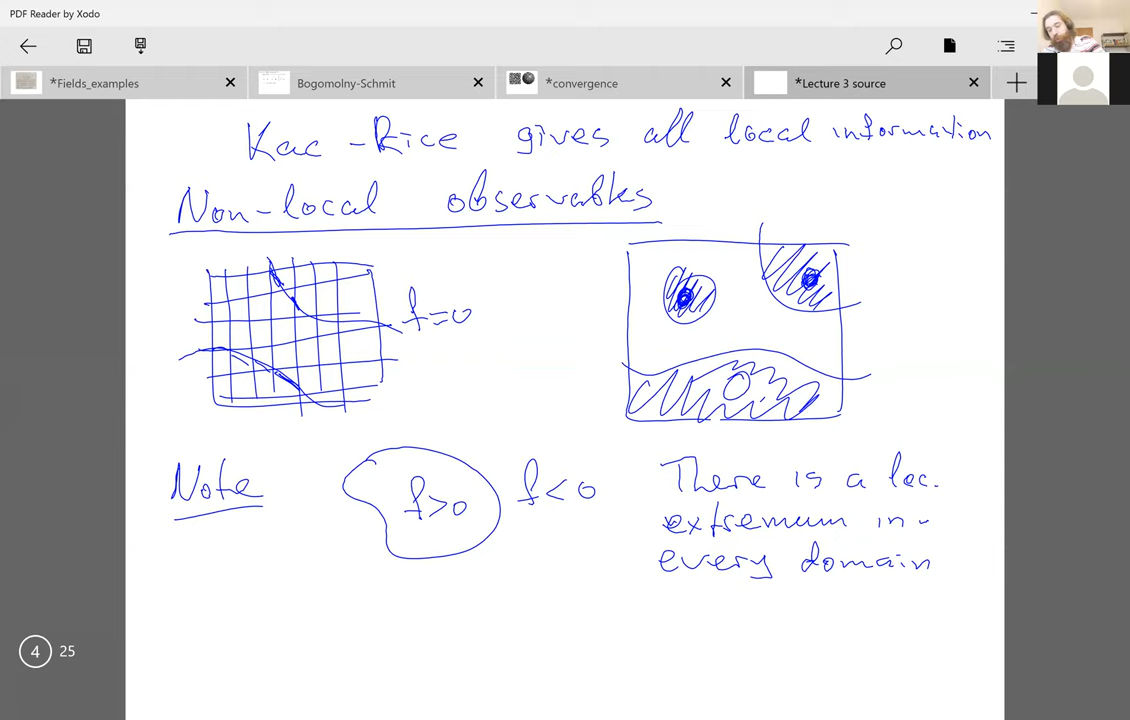 PDF Reader by Xodo
*Fields_examples
Bogomolny-Schmit
*convergence
*Lecture 3 source
Kac-Rice gives all local information
Non-local observables
f=0
Note
f>0
f<0
There is a loc.
extremum in
every domain
4 25